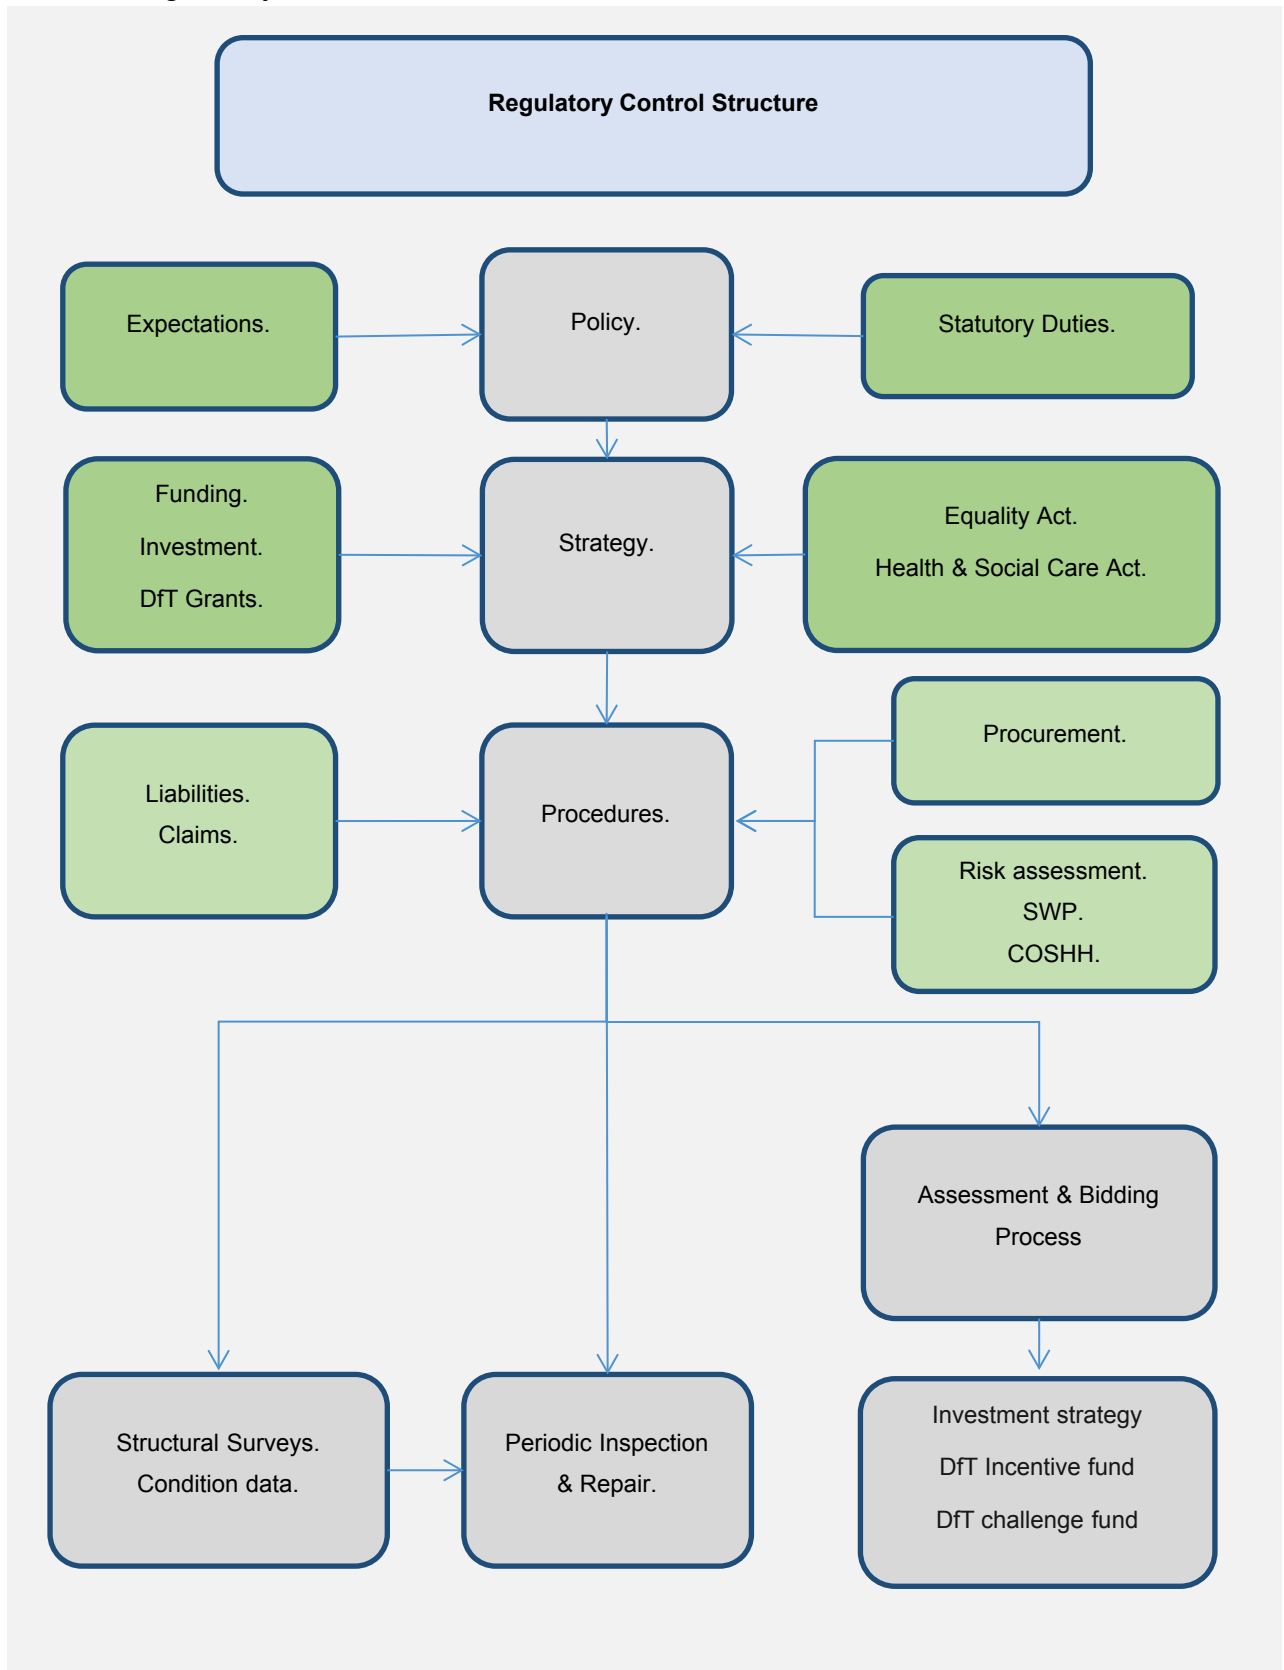 Regulatory Control Structure
Expectations.
Policy.
Statutory Duties.
Funding.
Investment.
DfT Grants.
Strategy.
Equality Act.
Health & Social Care Act.
Liabilities.
Claims.
Procedures.
Procurement.
Risk assessment.
SWP.
COSHH.
Assessment & Bidding
Process
Structural Surveys.
Condition data.
Periodic Inspection
& Repair.
Investment strategy
DfT Incentive fund
DfT challenge fund